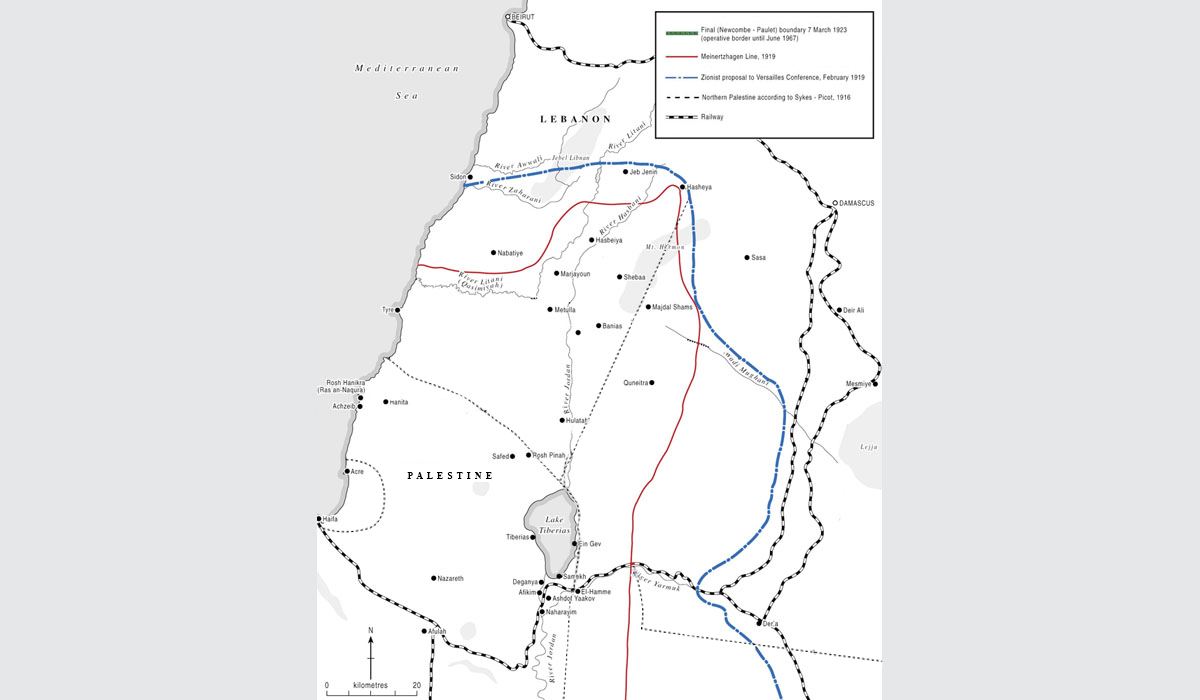 BEIRUT
Final (Newcombe - Paulet) boundary 7 March 1923
(operative border until June 1967)
Meinertzhagen Line, 1919
Zionist proposal to Versailles Conference, February 1919
Northern Palestine according to Sykes - Picot, 1916
Railway
Mediterranean
Sea
LEBANON
River Litani
River Awwali
Jebel Libnan
Sidon
Jeb Jenin
River Zaharani
Hasheya
River Hasbani
DAMASCUS
Hasbeiya
Mt. Hermon
Nabatiye
Sasa
Marjayoun
Shebaa
River Litani
(Qasimiyah)
Tyre
Metulla
Majdal Shams
Deir Ali
Banias
Wadi Mughani
Rosh Hanikra
(Ras an-Naqura)
Quneitra
Mesmiye
Achzeib
Hanita
River Jordan
Hulatah
Lejja
Safed
Rosh Pinah
Acre
PALESTINE
Haifa
Lake
Tiberias
Tiberias
Ein Gev
Nazareth
Deganya
Samekh
River Yarmuk
Afikim
El-Hamme
Ashdot Yaakov
Naharayim
Der'a
Afulah
River Jordan
N
0 kilometres 20